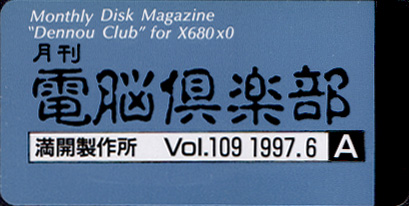 Monthly Disk Magazine
"Dennou Club" for X680x0
月刊
電脳倶楽部
満開製作所 Vol.109 1997.6 A